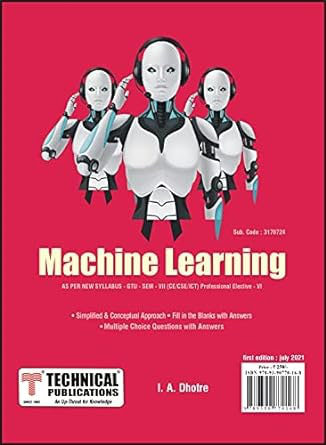 Sub. Code : 3170724
Machine Learning
AS PER NEW SYLLABUS - GTU - SEM - VII (CE/CSE/ICT) Professional Elective - VI
• Simplified & Conceptual Approach • Fill in the Blanks with Answers
• Multiple Choice Questions with Answers
first edition : july 2021
TECHNICAL
PUBLICATIONS
SINCE 1993
An Up-Thrust for Knowledge
I. A. Dhotre